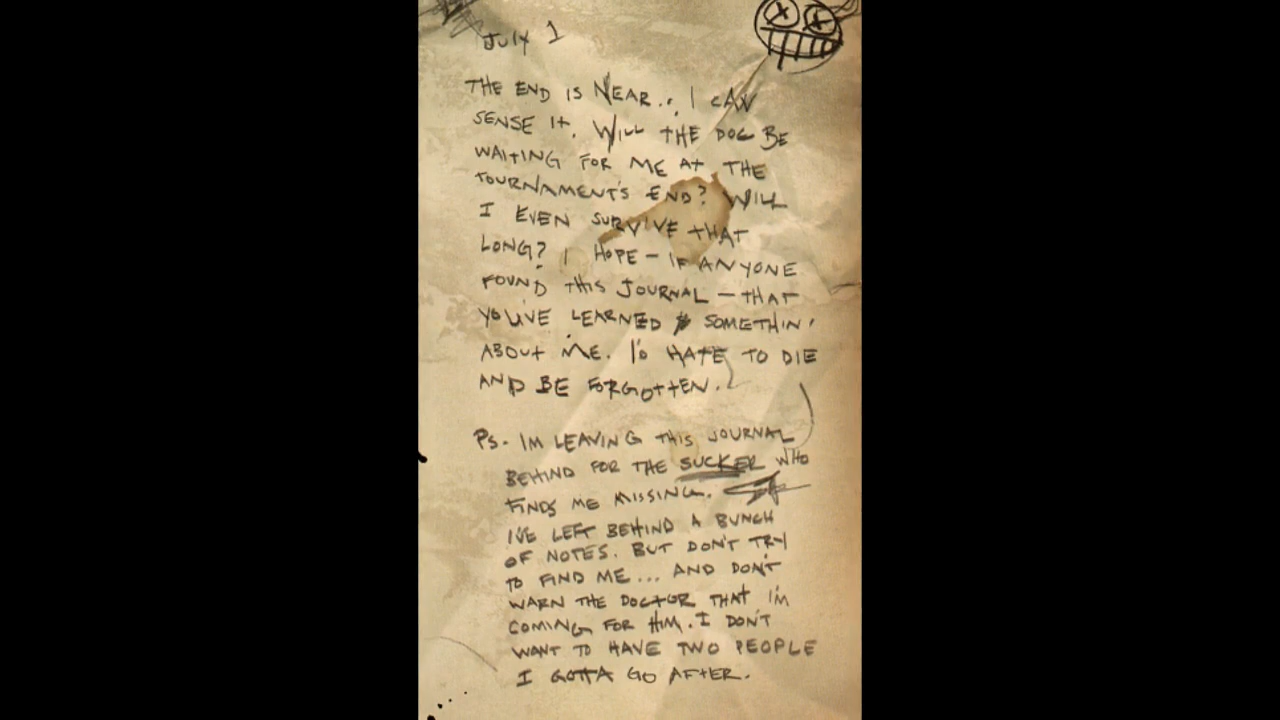 JULY 1
THE END IS NEAR.. I CAN
SENSE IT. WILL THE DOC BE
WAITING FOR ME AT THE
TOURNAMENT'S END? WILL
I EVEN SURVIVE THAT
LONG? I HOPE - IF ANYONE
FOUND THIS JOURNAL - THAT
YOU'VE LEARNED SOMETHIN'
ABOUT ME. I'D HATE TO DIE
AND BE FORGOTTEN.
PS. IM LEAVING THIS JOURNAL
BEHIND FOR THE SUCKER WHO
FINDS ME MISSING.
I'VE LEFT BEHIND A BUNCH
OF NOTES. BUT DON'T TRY
TO FIND ME... AND DON'T
WARN THE DOCTOR THAT I'M
COMING FOR HIM. I DON'T
WANT TO HAVE TWO PEOPLE
I GOTTA GO AFTER.